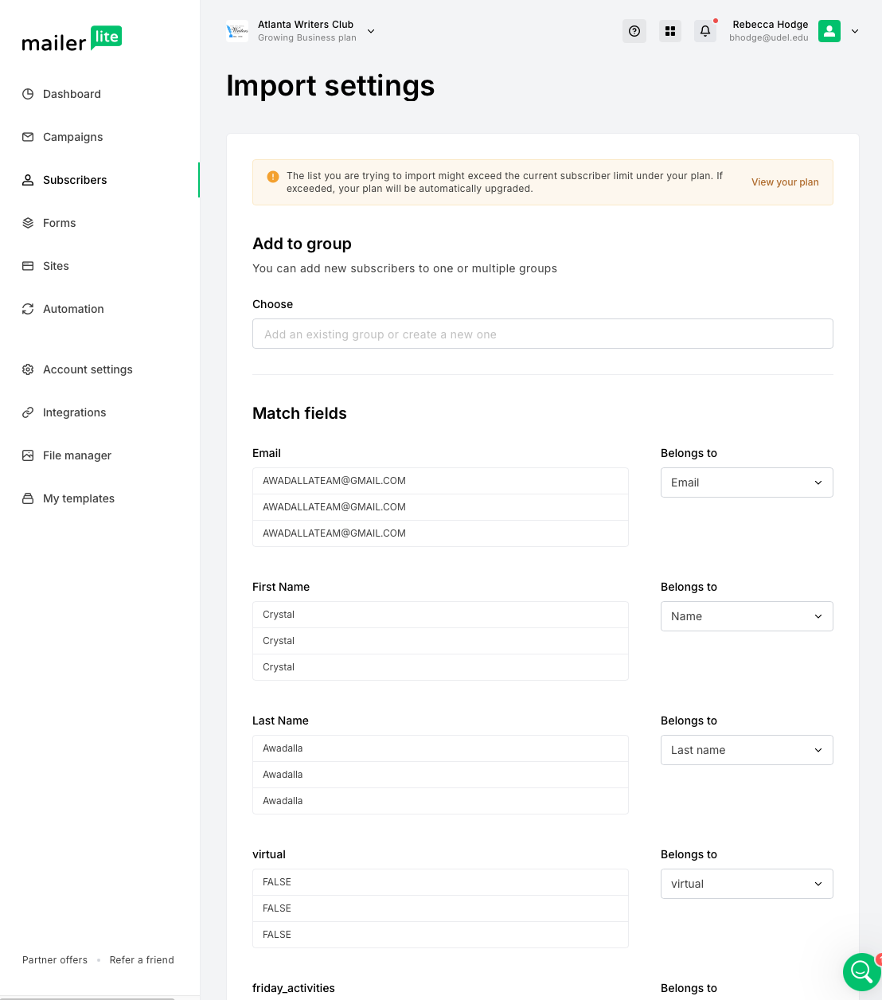 mailer lite
Atlanta Writers Club
Growing Business plan
Rebecca Hodge
bhodge@udel.edu
Dashboard
Campaigns
Subscribers
Forms
Sites
Automation
Account settings
Integrations
File manager
My templates
Partner offers • Refer a friend
Import settings
The list you are trying to import might exceed the current subscriber limit under your plan. If
exceeded, your plan will be automatically upgraded.
View your plan
Add to group
You can add new subscribers to one or multiple groups
Choose
Add an existing group or create a new one
Match fields
Email
Belongs to
AWADALLATEAM@GMAIL.COM
Email
AWADALLATEAM@GMAIL.COM
AWADALLATEAM@GMAIL.COM
First Name
Belongs to
Crystal
Name
Crystal
Crystal
Last Name
Belongs to
Awadalla
Last name
Awadalla
Awadalla
virtual
Belongs to
FALSE
virtual
FALSE
FALSE
friday_activities
Belongs to